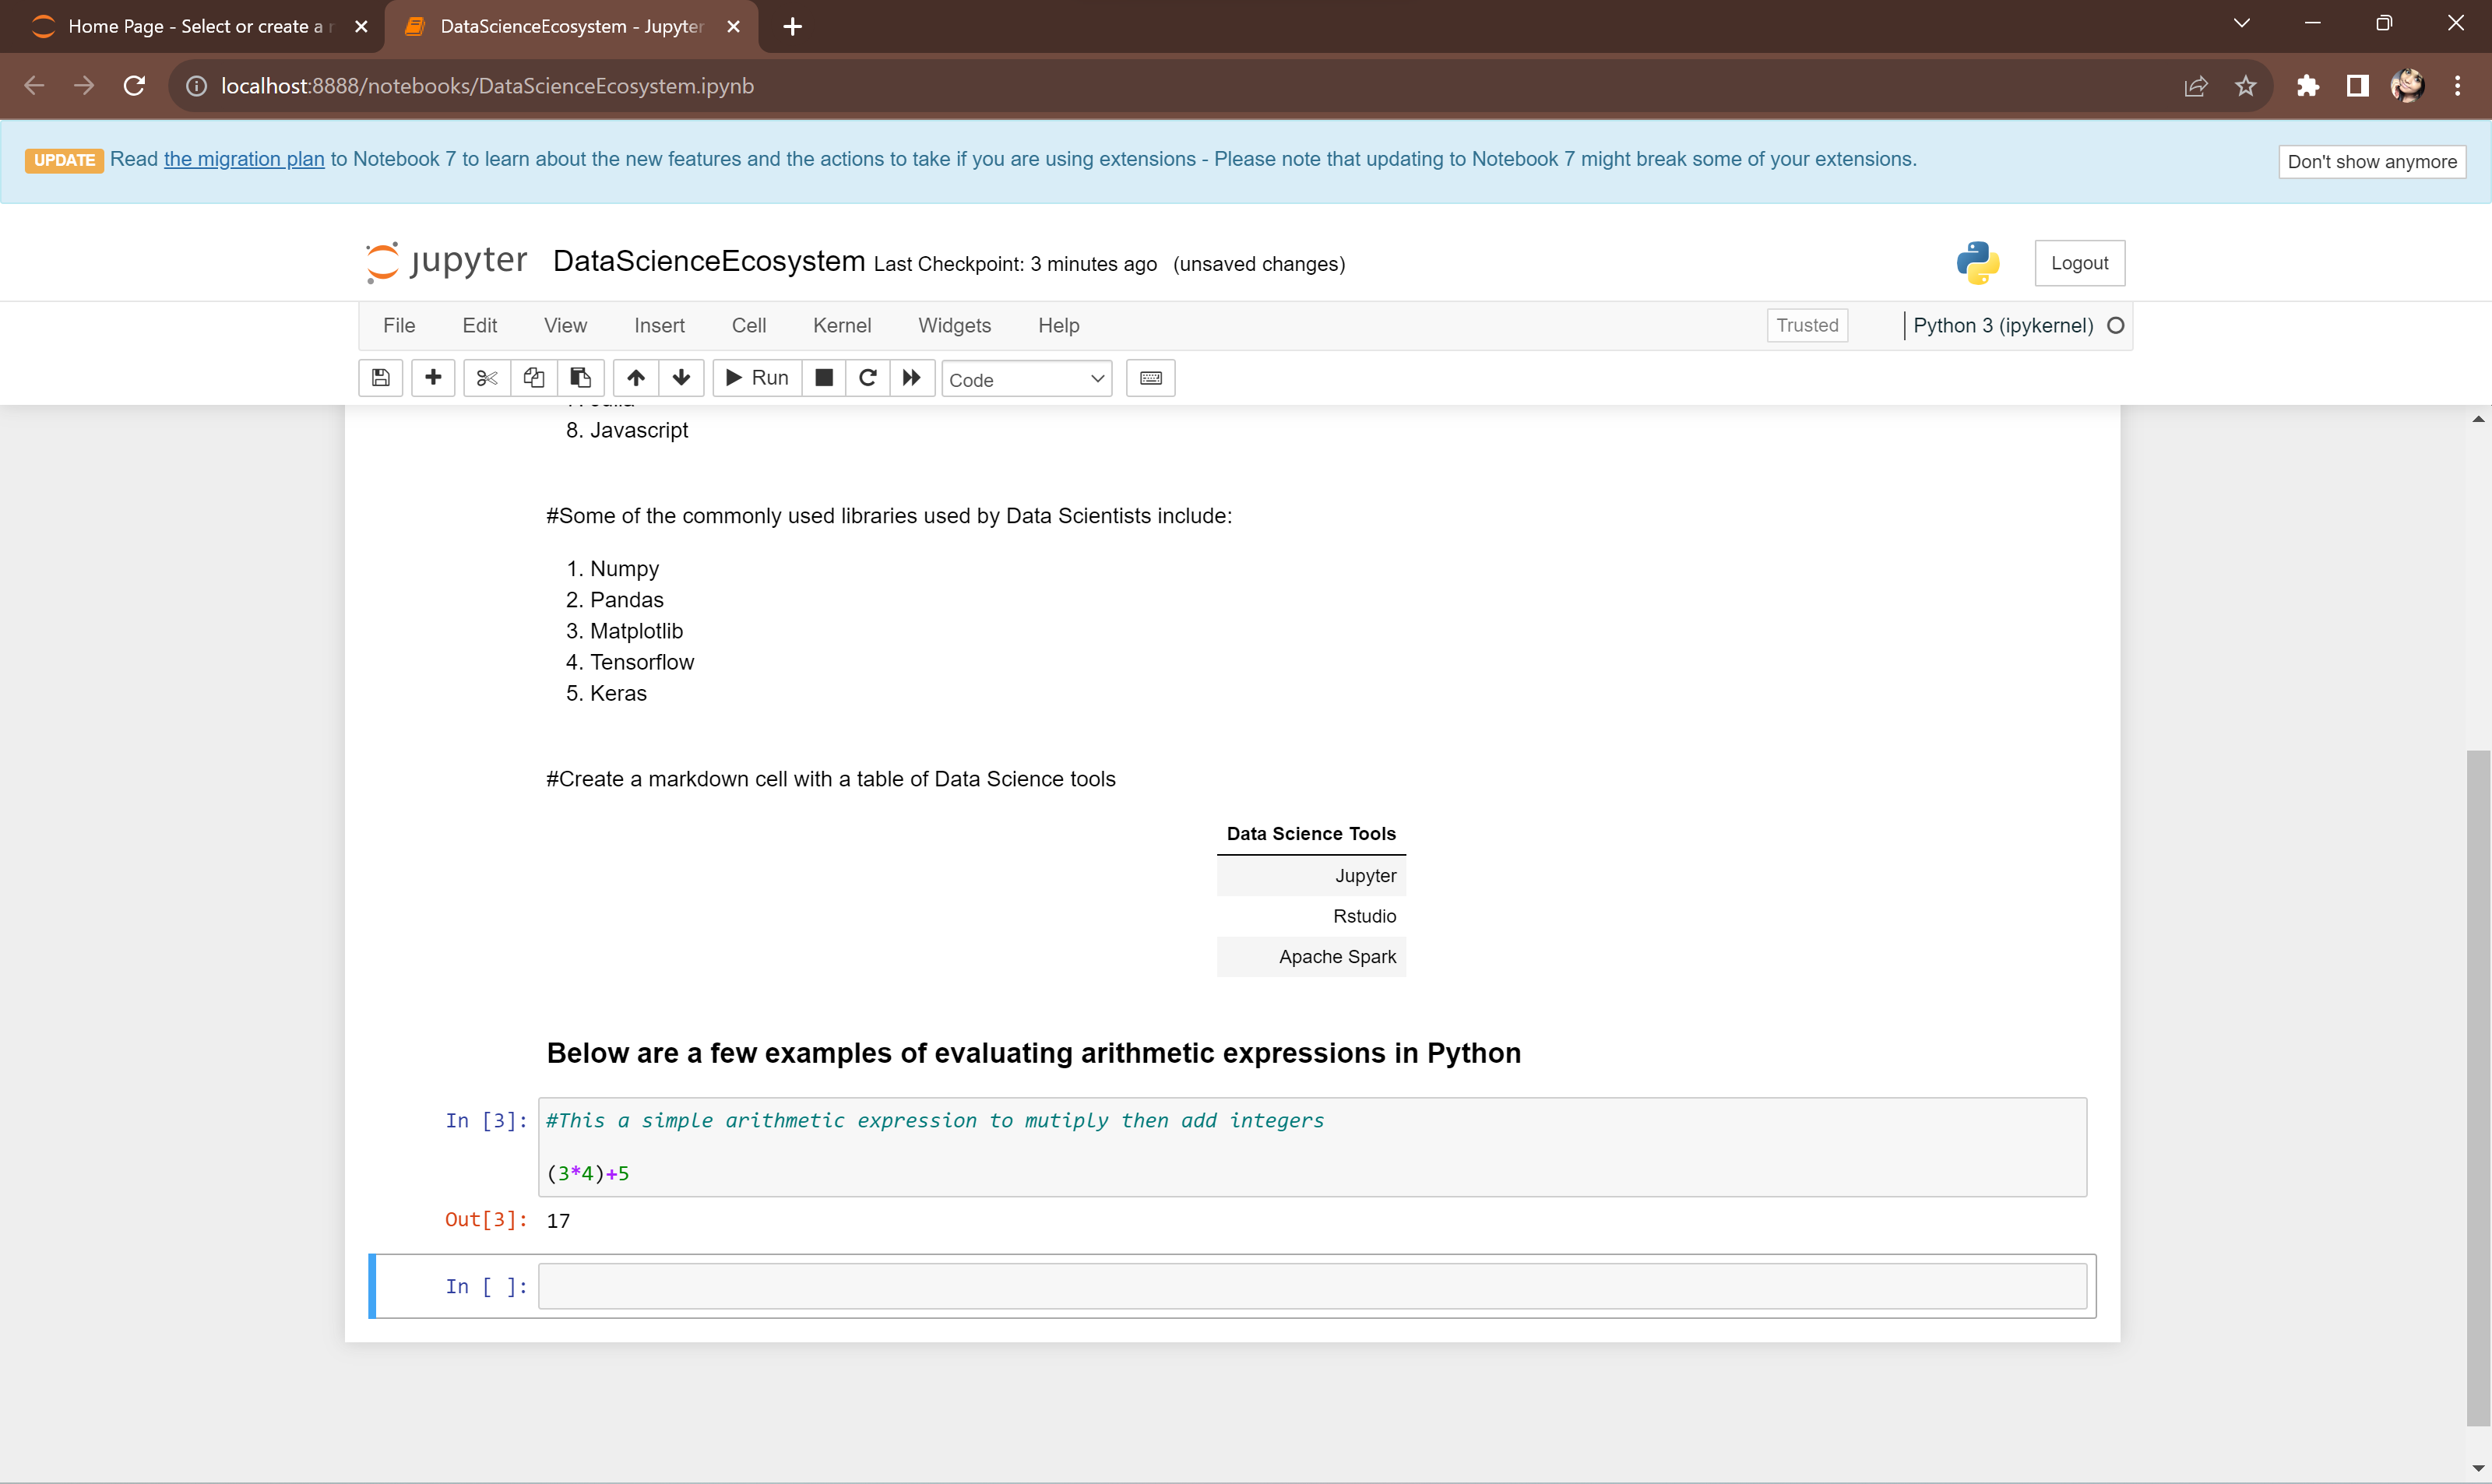 Home Page - Select or create a
DataScienceEcosystem - Jupyter
localhost:8888/notebooks/DataScienceEcosystem.ipynb
UPDATE Read the migration plan to Notebook 7 to learn about the new features and the actions to take if you are using extensions - Please note that updating to Notebook 7 might break some of your extensions.
Don't show anymore
jupyter DataScienceEcosystem Last Checkpoint: 3 minutes ago (unsaved changes)
Logout
File Edit View Insert Cell Kernel Widgets Help
Trusted
Python 3 (ipykernel)
Run
Code
8. Javascript
#Some of the commonly used libraries used by Data Scientists include:
1. Numpy
2. Pandas
3. Matplotlib
4. Tensorflow
5. Keras
#Create a markdown cell with a table of Data Science tools
Data Science Tools
Jupyter
Rstudio
Apache Spark
Below are a few examples of evaluating arithmetic expressions in Python
In [3]: #This a simple arithmetic expression to mutiply then add integers
(3*4)+5
Out[3]: 17
In [ ]: